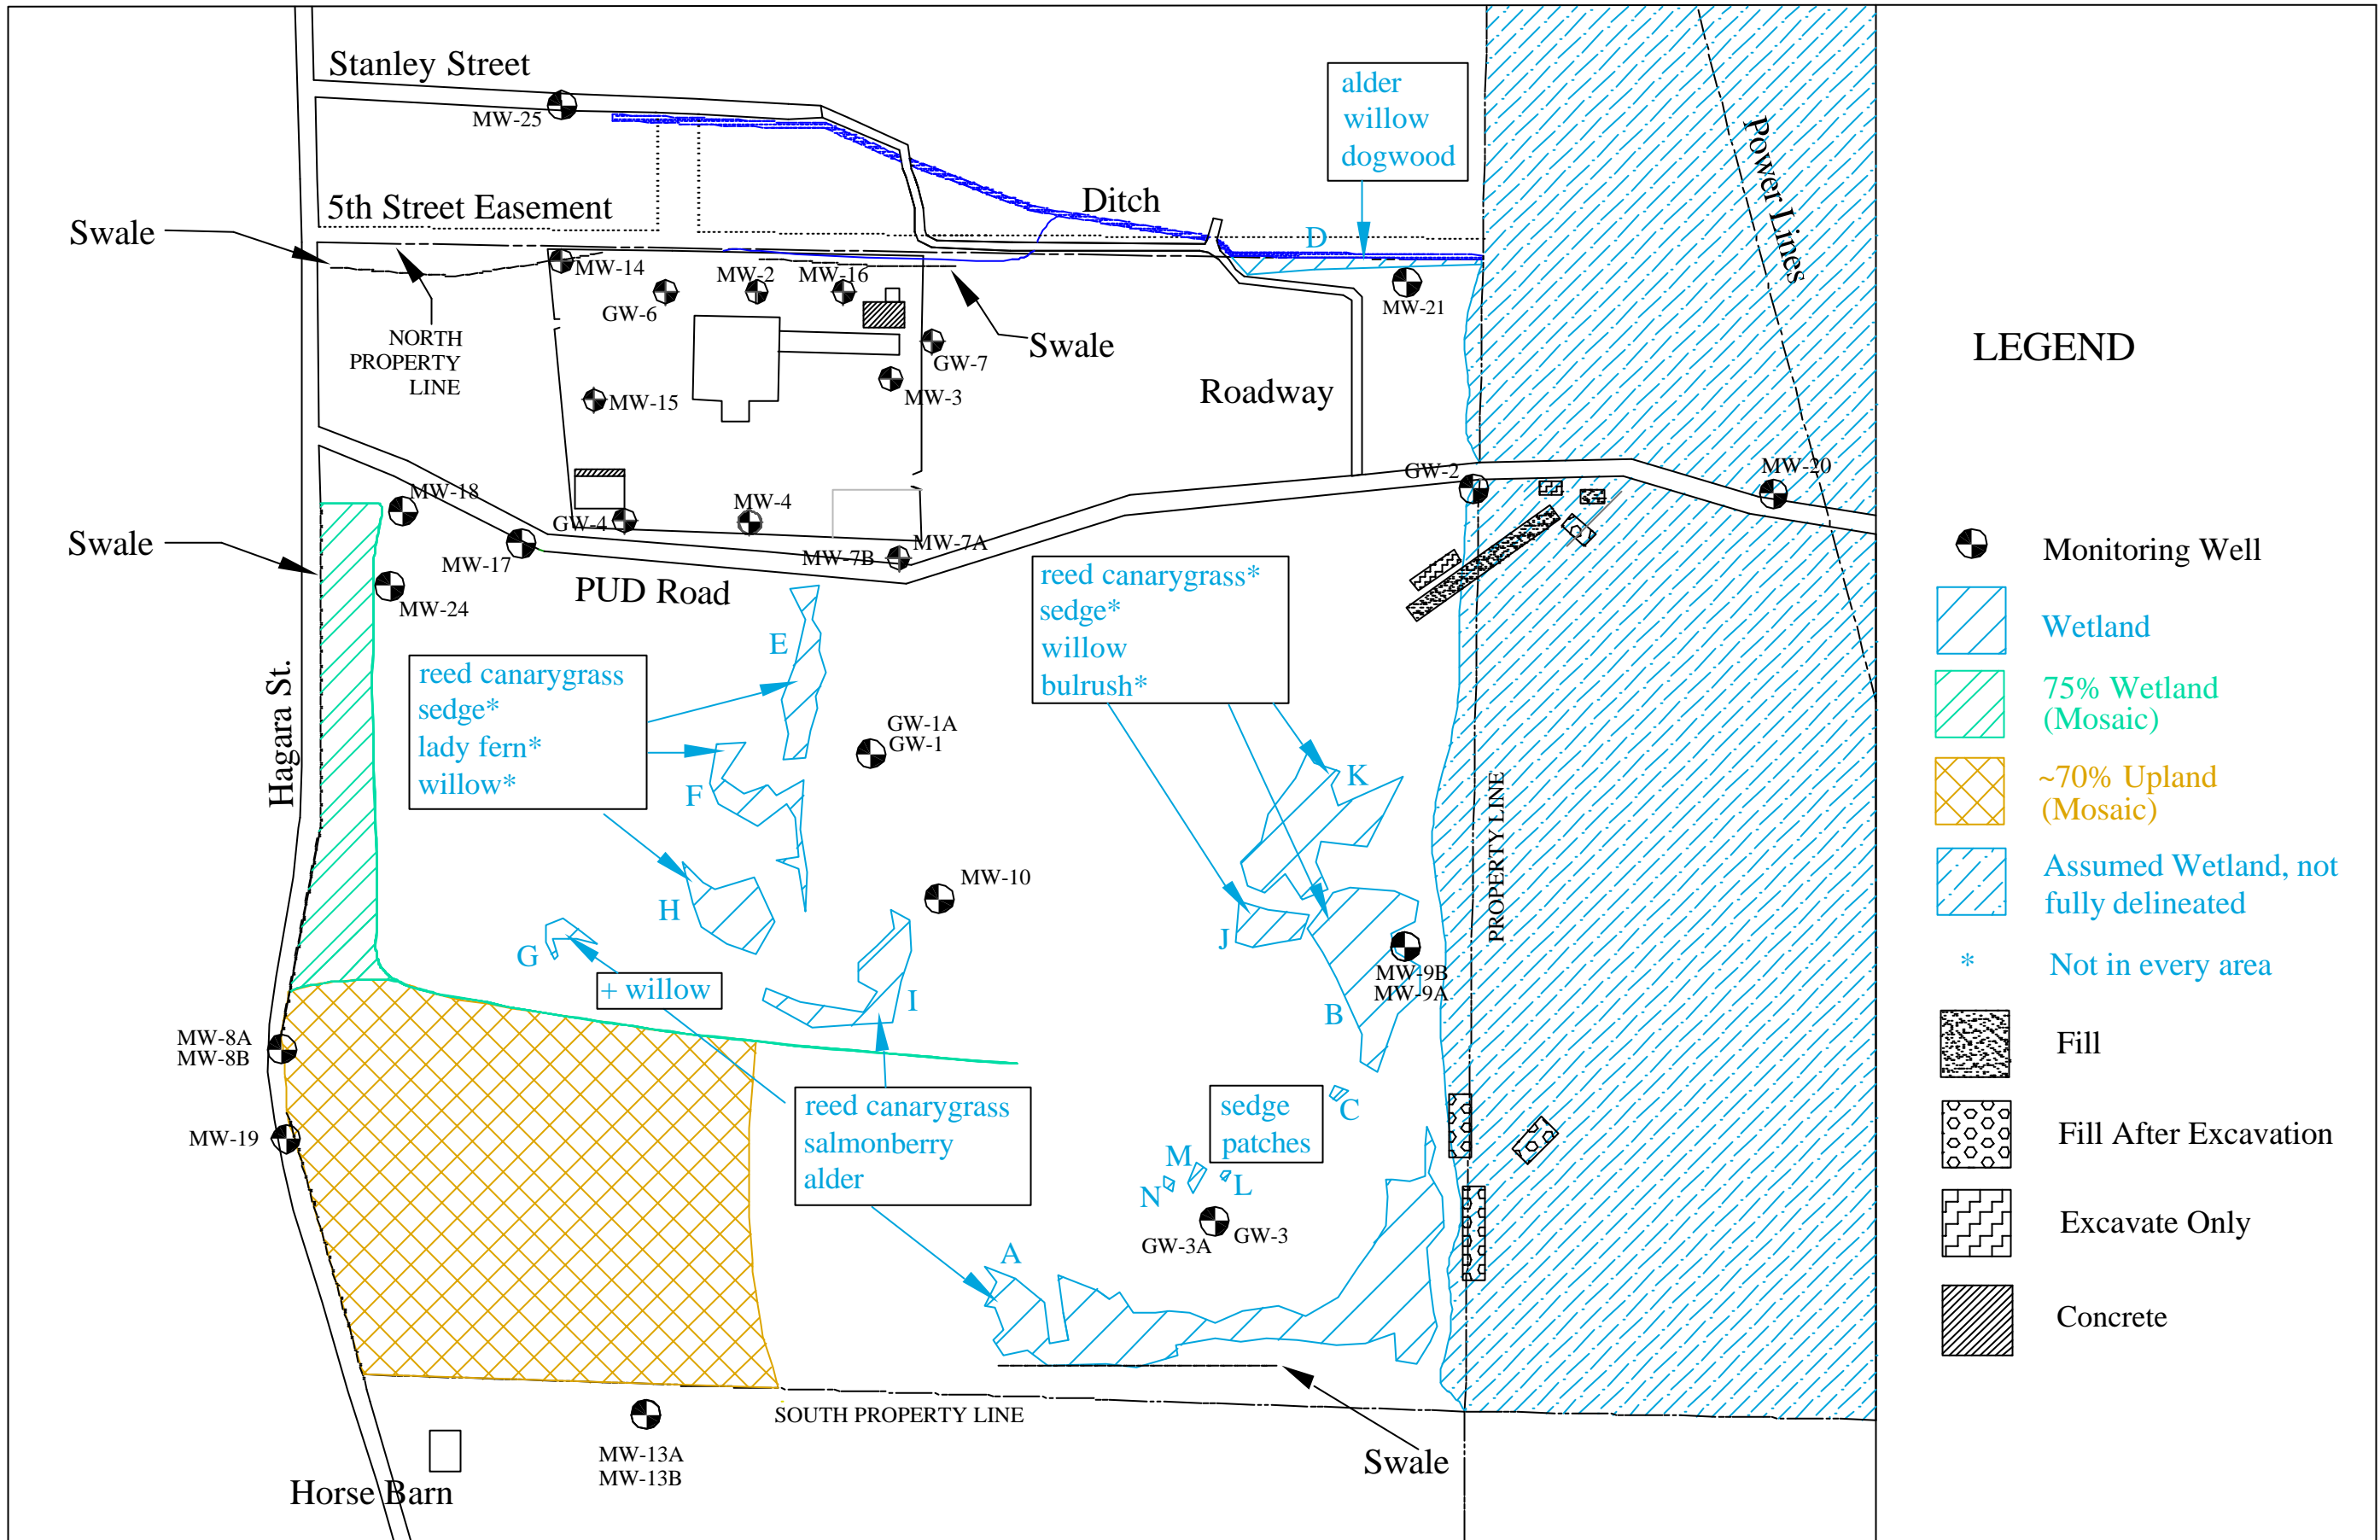 Stanley Street
MW-25
alder
willow
dogwood
Power Lines
5th Street Easement
Ditch
Swale
D
MW-14
MW-2
MW-16
GW-6
MW-21
NORTH
PROPERTY
LINE
Swale
GW-7
LEGEND
MW-15
MW-3
Roadway
GW-2
MW-20
MW-18
MW-4
GW-4
Swale
MW-17
MW-7B
MW-7A
PUD Road
MW-24
reed canarygrass*
sedge*
willow
bulrush*
Monitoring Well
Wetland
E
Hagara St.
reed canarygrass
sedge*
lady fern*
willow*
75% Wetland
(Mosaic)
GW-1A
GW-1
F
K
PROPERTY LINE
~70% Upland
(Mosaic)
MW-10
Assumed Wetland, not
fully delineated
H
G
J
+ willow
I
MW-9B
MW-9A
B
* Not in every area
MW-8A
MW-8B
Fill
reed canarygrass
salmonberry
alder
sedge
patches
C
MW-19
M
N
L
Fill After Excavation
GW-3A
GW-3
Excavate Only
A
Concrete
SOUTH PROPERTY LINE
MW-13A
MW-13B
Swale
Horse Barn